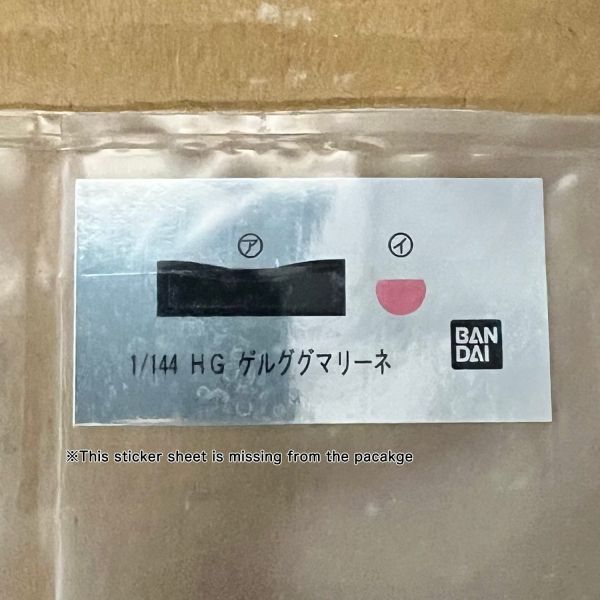 ㋐ ㋑
1/144 HG ゲルググマリーネ
BAN
DAI
※This sticker sheet is missing from the pacakge